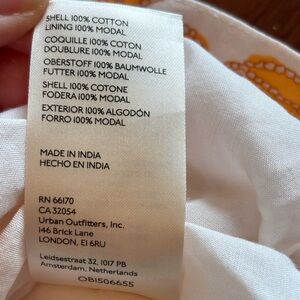 SHELL 100% COTTON
LINING 100% MODAL
COQUILLE 100% COTON
DOUBLURE 100% MODAL
OBERSTOFF 100% BAUMWOLLE
FUTTER 100% MODAL
SHELL 100% COTONE
FODERA 100% MODAL
EXTERIOR 100% ALGODÓN
FORRO 100% MODAL
MADE IN INDIA
HECHO EN INDIA
RN 66170
CA 32054
Urban Outfitters, Inc.
146 Brick Lane
LONDON, E1 6RU
Leidsestraat 32, 1017 PB
Amsterdam, Netherlands
OB1506655